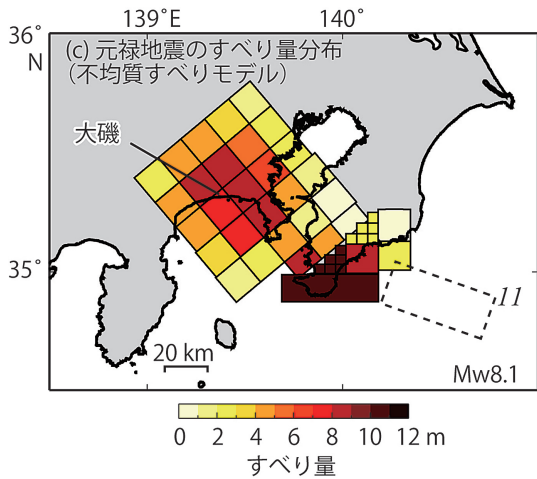 139°E 140°
36°
N
(c) 元禄地震のすべり量分布
（不均質すべりモデル）
大磯
35°
11
20 km
Mw8.1
0 2 4 6 8 10 12 m
すべり量